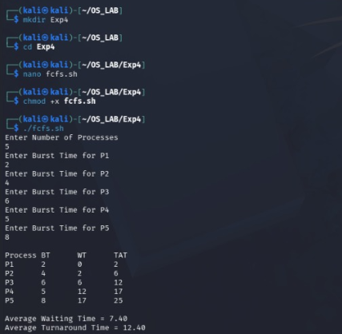 ┌──(kali㉿kali)-[~/OS_LAB]
└─$ mkdir Exp4
┌──(kali㉿kali)-[~/OS_LAB]
└─$ cd Exp4
┌──(kali㉿kali)-[~/OS_LAB/Exp4]
└─$ nano fcfs.sh
┌──(kali㉿kali)-[~/OS_LAB/Exp4]
└─$ chmod +x fcfs.sh
┌──(kali㉿kali)-[~/OS_LAB/Exp4]
└─$ ./fcfs.sh
Enter Number of Processes
5
Enter Burst Time for P1
2
Enter Burst Time for P2
4
Enter Burst Time for P3
6
Enter Burst Time for P4
5
Enter Burst Time for P5
8
Process BT WT TAT
P1 2 0 2
P2 4 2 6
P3 6 6 12
P4 5 12 17
P5 8 17 25
Average Waiting Time = 7.40
Average Turnaround Time = 12.40